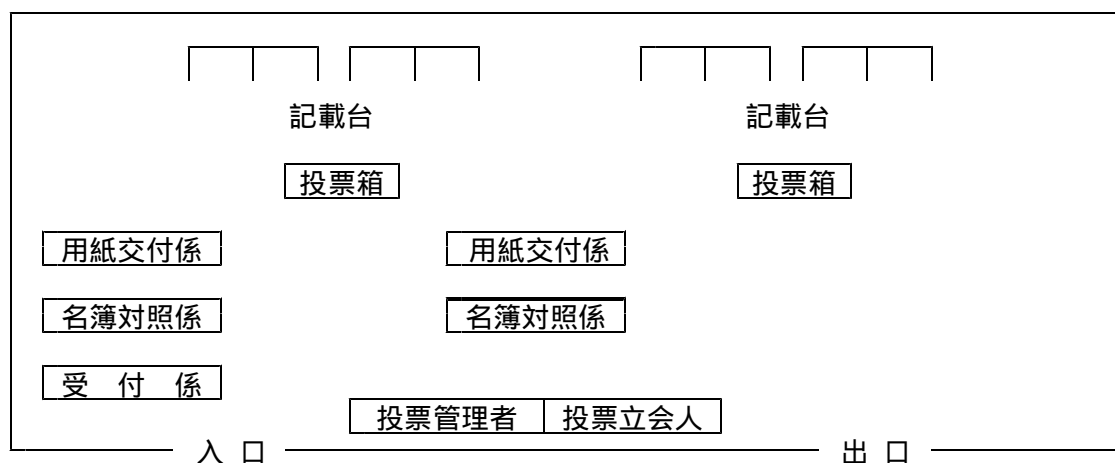 記載台 記載台
投票箱 投票箱
用紙交付係 用紙交付係
名簿対照係 名簿対照係
受 付 係
投票管理者 投票立会人
入 口 出 口